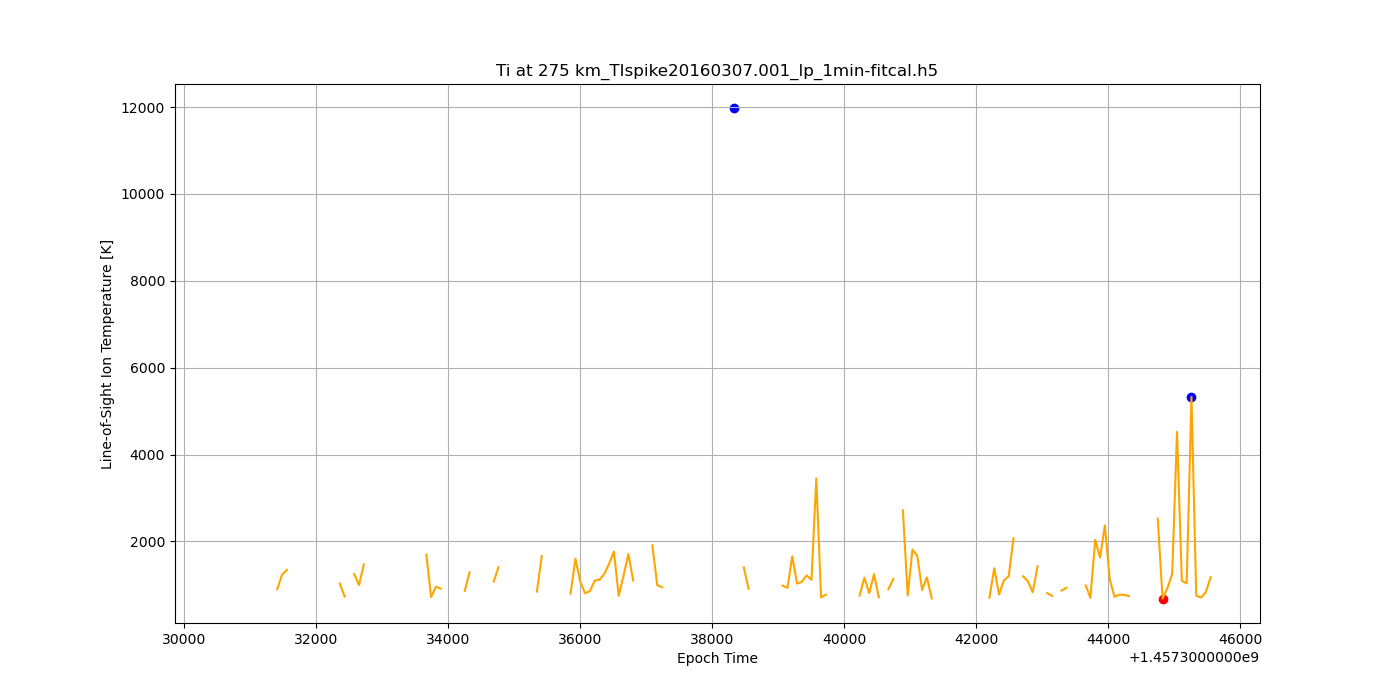 Ti at 275 km_TIspike20160307.001_lp_1min-fitcal.h5
Line-of-Sight Ion Temperature [K]
12000
10000
8000
6000
4000
2000
30000 32000 34000 36000 38000 40000 42000 44000 46000
Epoch Time
+1.4573000000e9